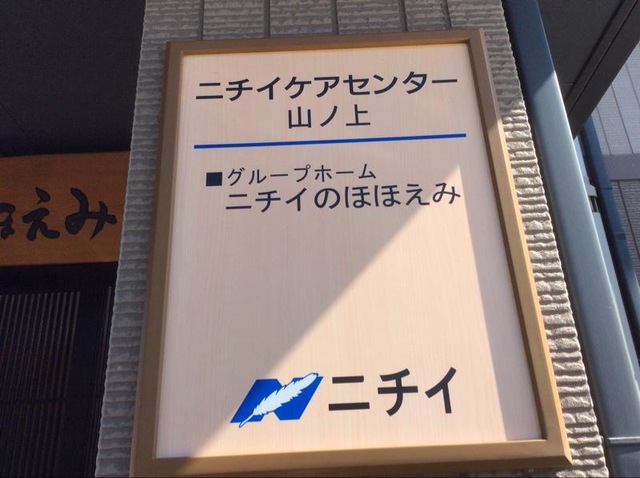 ニチイケアセンター
山ノ上
■グループホーム
ニチイのほほえみ
ニチイ
ほえみ